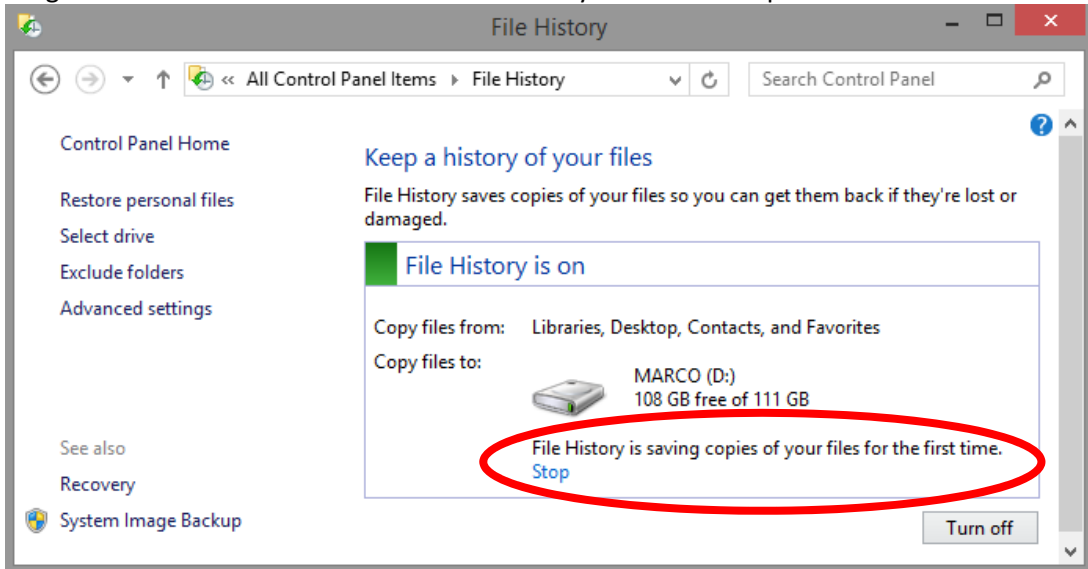 File History
« All Control Panel Items ▸ File History
Search Control Panel
Control Panel Home
Restore personal files
Select drive
Exclude folders
Advanced settings
See also
Recovery
System Image Backup
Keep a history of your files
File History saves copies of your files so you can get them back if they're lost or
damaged.
File History is on
Copy files from: Libraries, Desktop, Contacts, and Favorites
Copy files to:
MARCO (D:)
108 GB free of 111 GB
File History is saving copies of your files for the first time.
Stop
Turn off